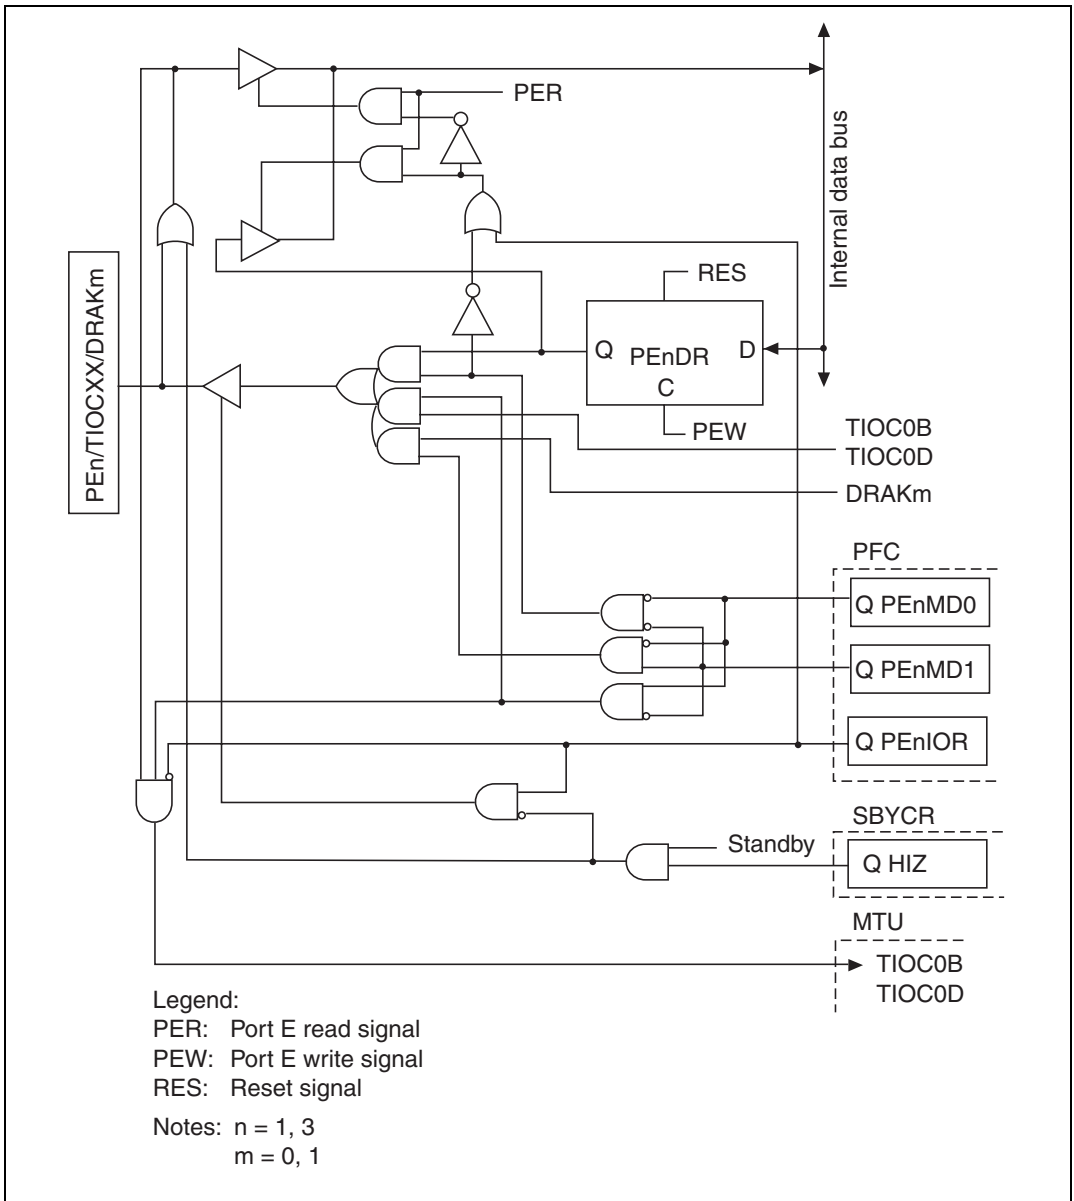 PER
Internal data bus
PEn/TIOCXX/DRAKm
RES
Q PEnDR D
C
PEW
TIOC0B
TIOC0D
DRAKm
PFC
Q PEnMD0
Q PEnMD1
Q PEnIOR
SBYCR
Standby
Q HIZ
MTU
TIOC0B
TIOC0D
Legend:
PER: Port E read signal
PEW: Port E write signal
RES: Reset signal
Notes: n = 1, 3
m = 0, 1